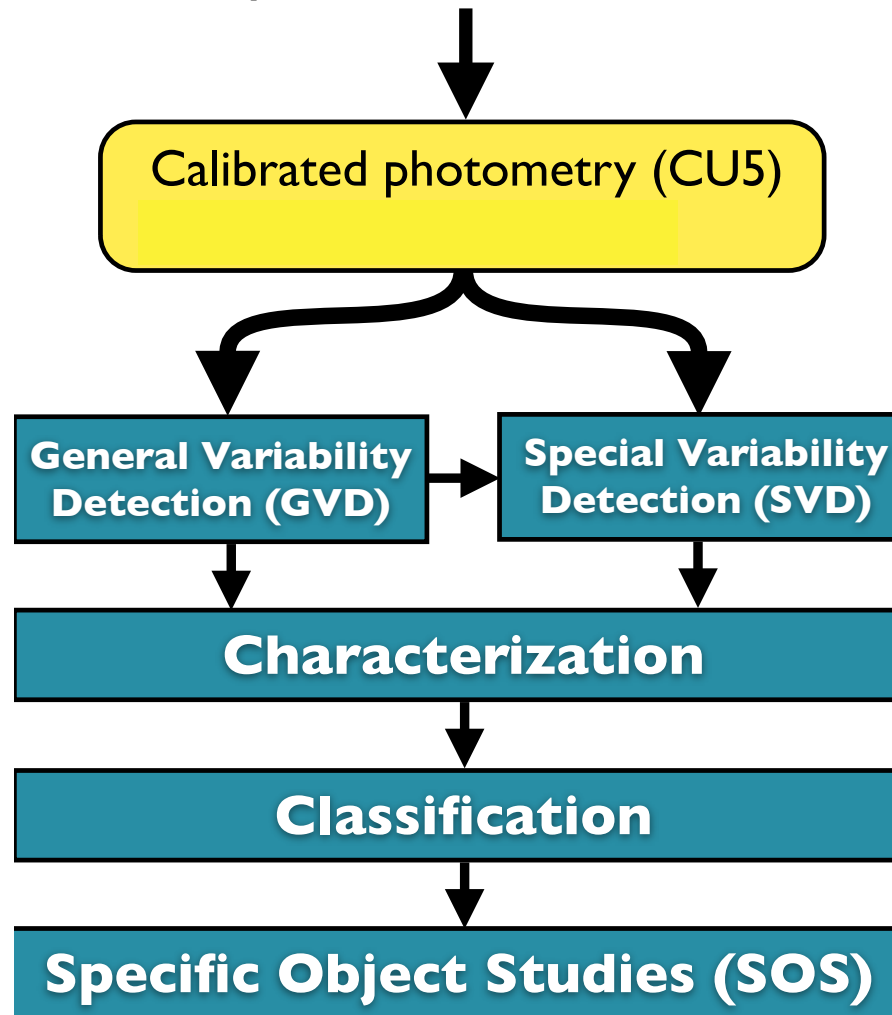 Calibrated photometry (CU5)
General Variability
Detection (GVD)
Special Variability
Detection (SVD)
Characterization
Classification
Specific Object Studies (SOS)